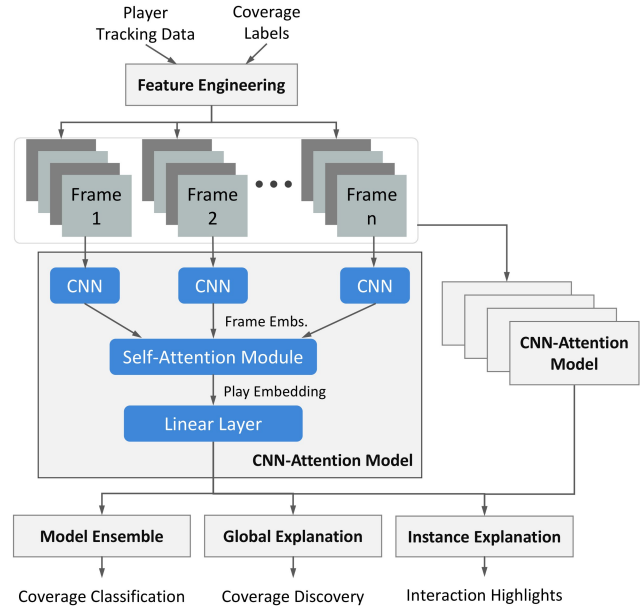 Player
Tracking Data
Coverage
Labels
Feature Engineering
Frame
1
Frame
2
Frame
n
CNN
CNN
CNN
Frame Embs.
Self-Attention Module
Play Embedding
Linear Layer
CNN-Attention Model
CNN-Attention
Model
Model Ensemble
Global Explanation
Instance Explanation
Coverage Classification
Coverage Discovery
Interaction Highlights